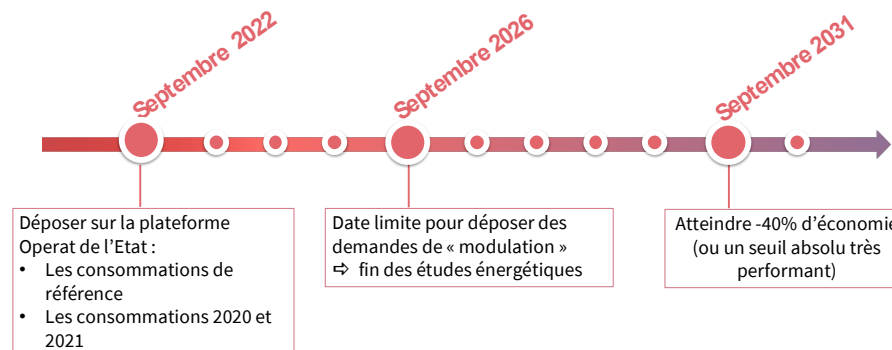 Septembre 2022
Septembre 2026
Septembre 2031
Déposer sur la plateforme
Operat de l'Etat :
• Les consommations de
référence
• Les consommations 2020 et
2021
Date limite pour déposer des
demandes de « modulation »
⇨ fin des études énergétiques
Atteindre -40% d'économie
(ou un seuil absolu très
performant)